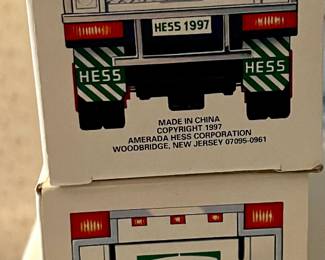 HESS 1997
HESS
HESS
MADE IN CHINA
COPYRIGHT 1997
AMERADA HESS CORPORATION
WOODBRIDGE, NEW JERSEY 07095-0961